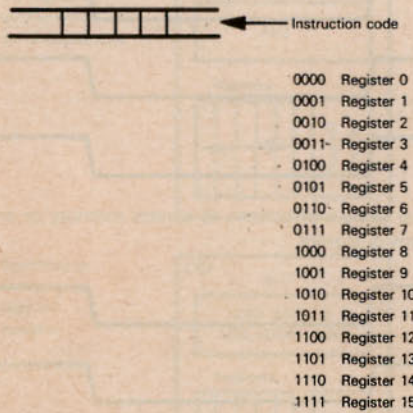 Instruction code
0000 Register 0
0001 Register 1
0010 Register 2
0011 Register 3
0100 Register 4
0101 Register 5
0110 Register 6
0111 Register 7
1000 Register 8
1001 Register 9
1010 Register 10
1011 Register 11
1100 Register 12
1101 Register 13
1110 Register 14
1111 Register 15